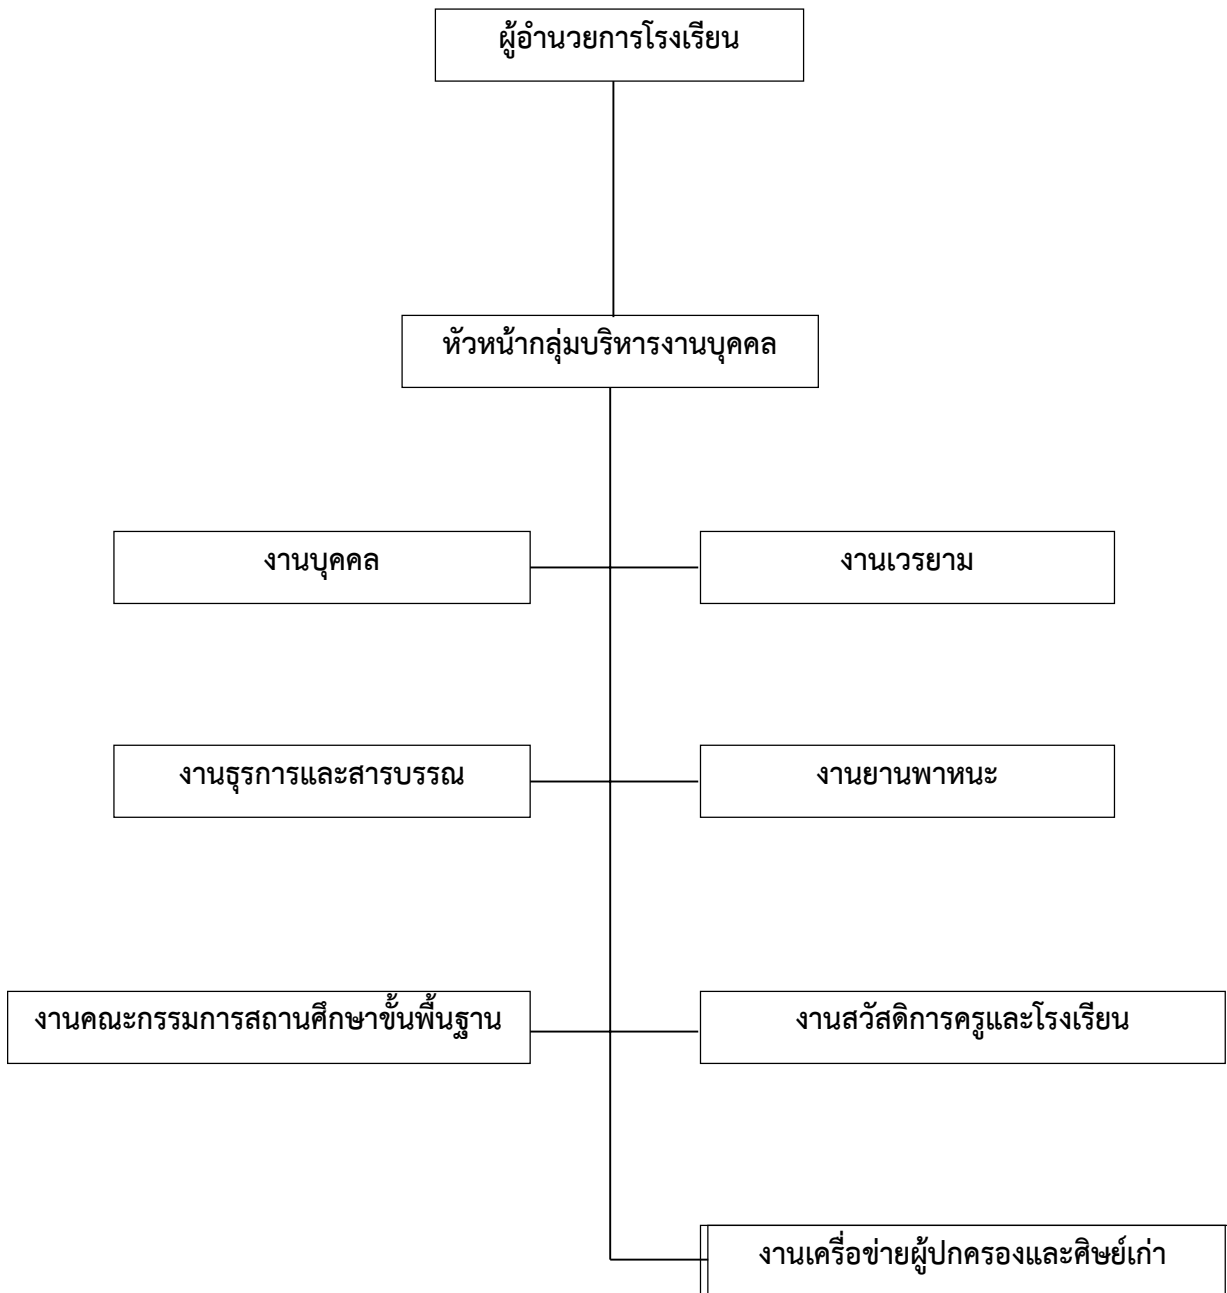 ผู้อำนวยการโรงเรียน
หัวหน้ากลุ่มบริหารงานบุคคล
งานบุคคล
งานเวรยาม
งานธุรการและสารบรรณ
งานยานพาหนะ
งานคณะกรรมการสถานศึกษาขั้นพื้นฐาน
งานสวัสดิการครูและโรงเรียน
งานเครื่อข่ายผู้ปกครองและศิษย์เก่า